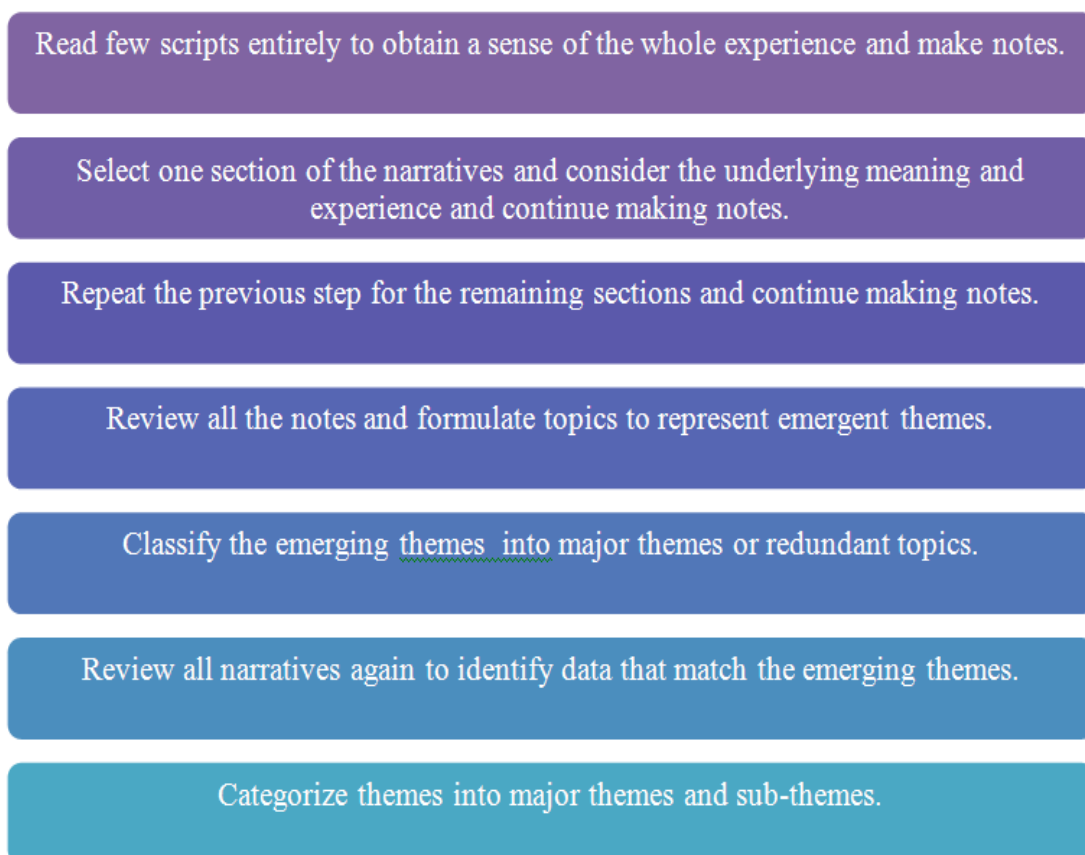 Read few scripts entirely to obtain a sense of the whole experience and make notes.
Select one section of the narratives and consider the underlying meaning and
experience and continue making notes.
Repeat the previous step for the remaining sections and continue making notes.
Review all the notes and formulate topics to represent emergent themes.
Classify the emerging themes into major themes or redundant topics.
Review all narratives again to identify data that match the emerging themes.
Categorize themes into major themes and sub-themes.